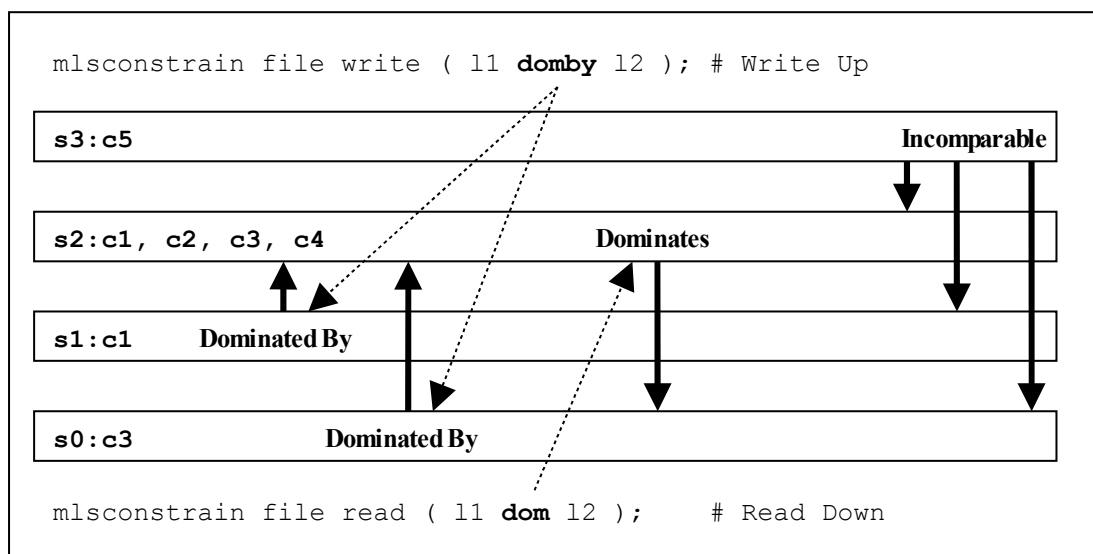 mlsconstrain file write ( l1 domby l2 ); # Write Up
s3:c5 Incomparable
s2:c1, c2, c3, c4 Dominates
s1:c1 Dominated By
s0:c3 Dominated By
mlsconstrain file read ( l1 dom l2 ); # Read Down